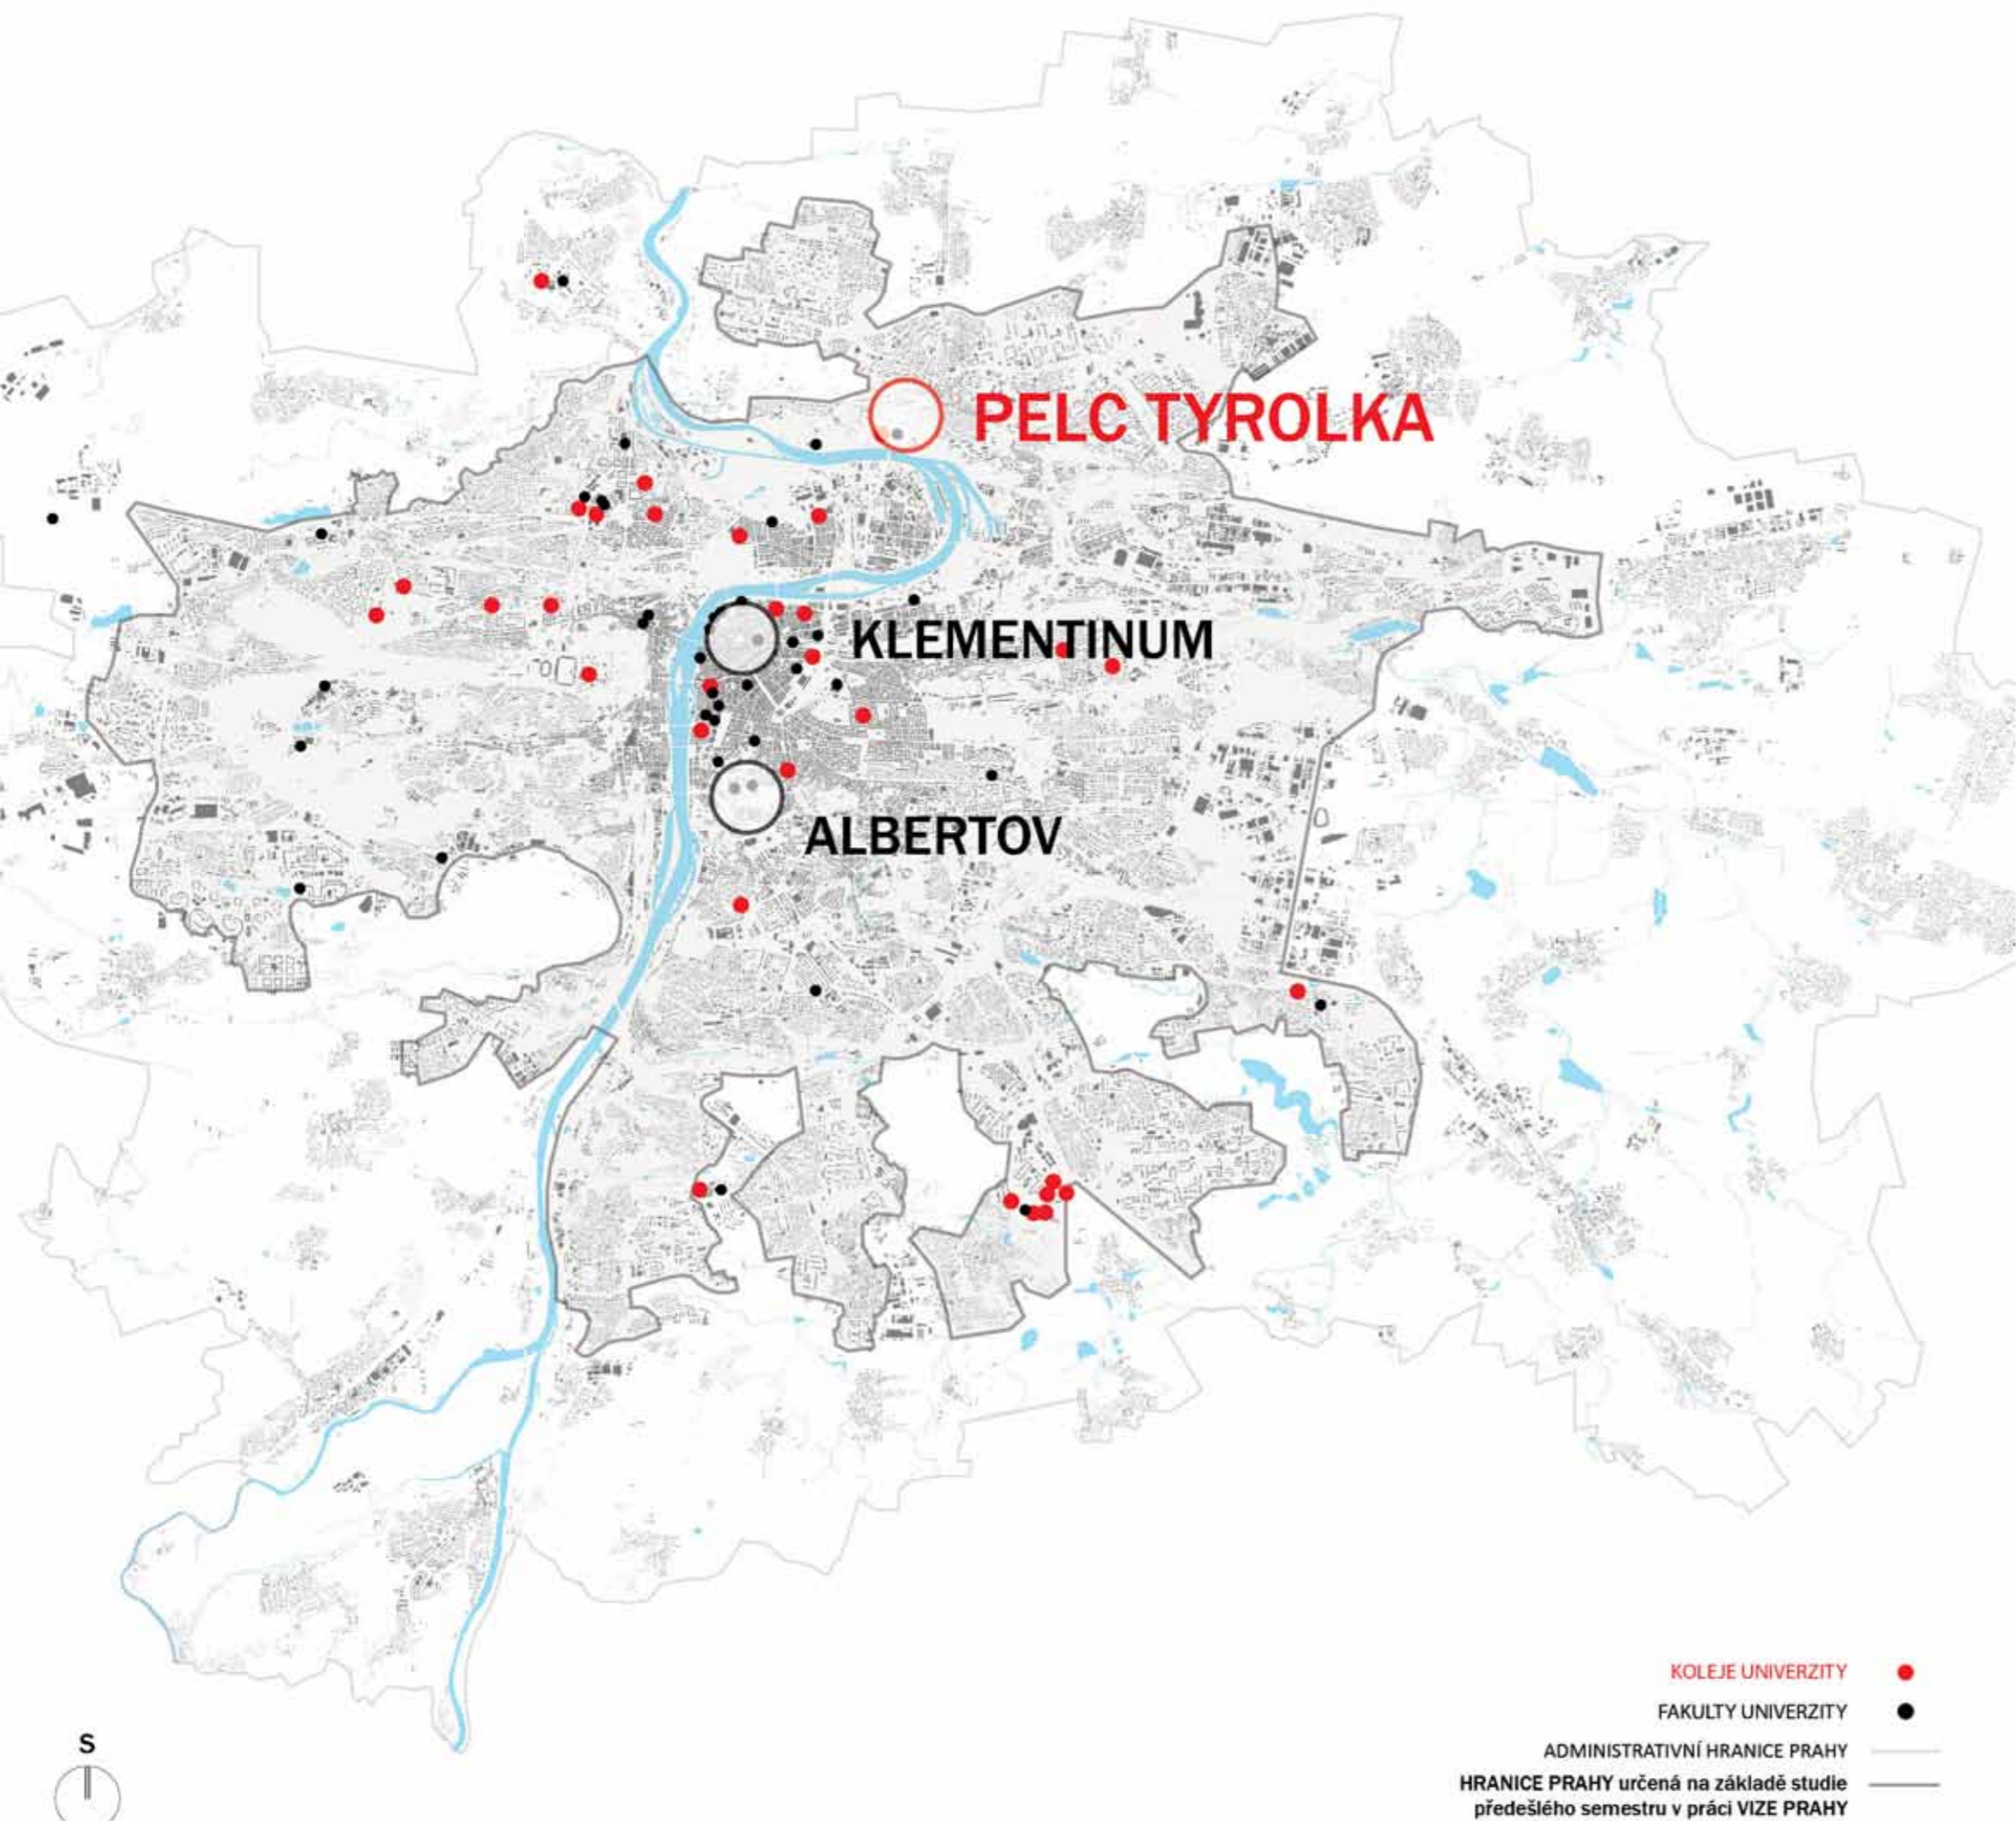 PELC TYROLKA
KLEMENTINUM
ALBERTOV
KOLEJE UNIVERZITY
FAKULTY UNIVERZITY
ADMINISTRATIVNÍ HRANICE PRAHY
HRANICE PRAHY určená na základě studie
předešlého semestru v práci VIZE PRAHY
S